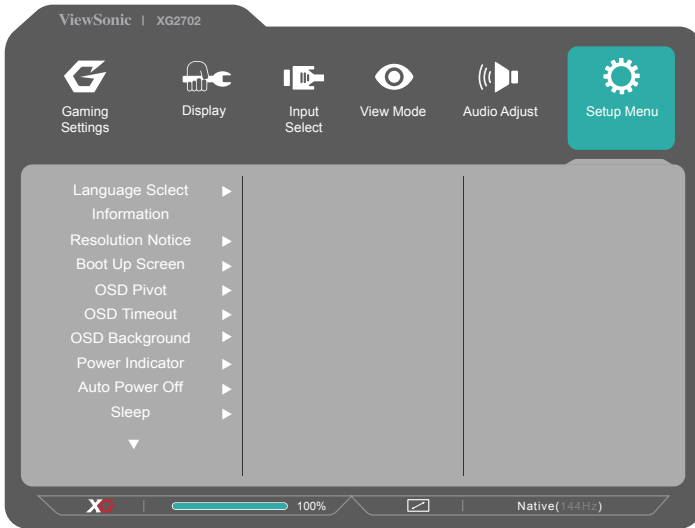 ViewSonic | XG2702
Gaming Settings
Display
Input Select
View Mode
Audio Adjust
Setup Menu
Language Sclect
Information
Resolution Notice
Boot Up Screen
OSD Pivot
OSD Timeout
OSD Background
Power Indicator
Auto Power Off
Sleep
XG | 100% | Native(144Hz)